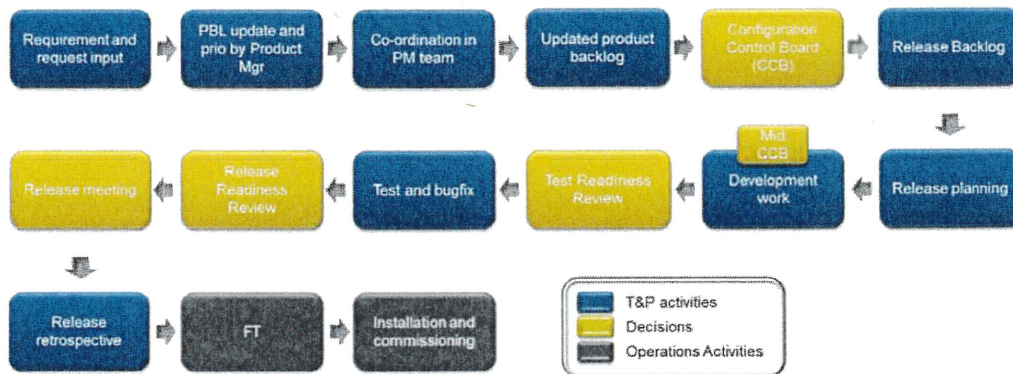 Requirement and
request input
PBL update and
prio by Product
Mgr
Co-ordination in
PM team
Updated product
backlog
Configuration
Control Board
(CCB)
Release Backlog
Release meeting
Release
Readiness
Review
Test and bugfix
Test Readiness
Review
Mid
CCB
Development
work
Release planning
Release
retrospective
FT
Installation and
commissioning
T&P activities
Decisions
Operations Activities